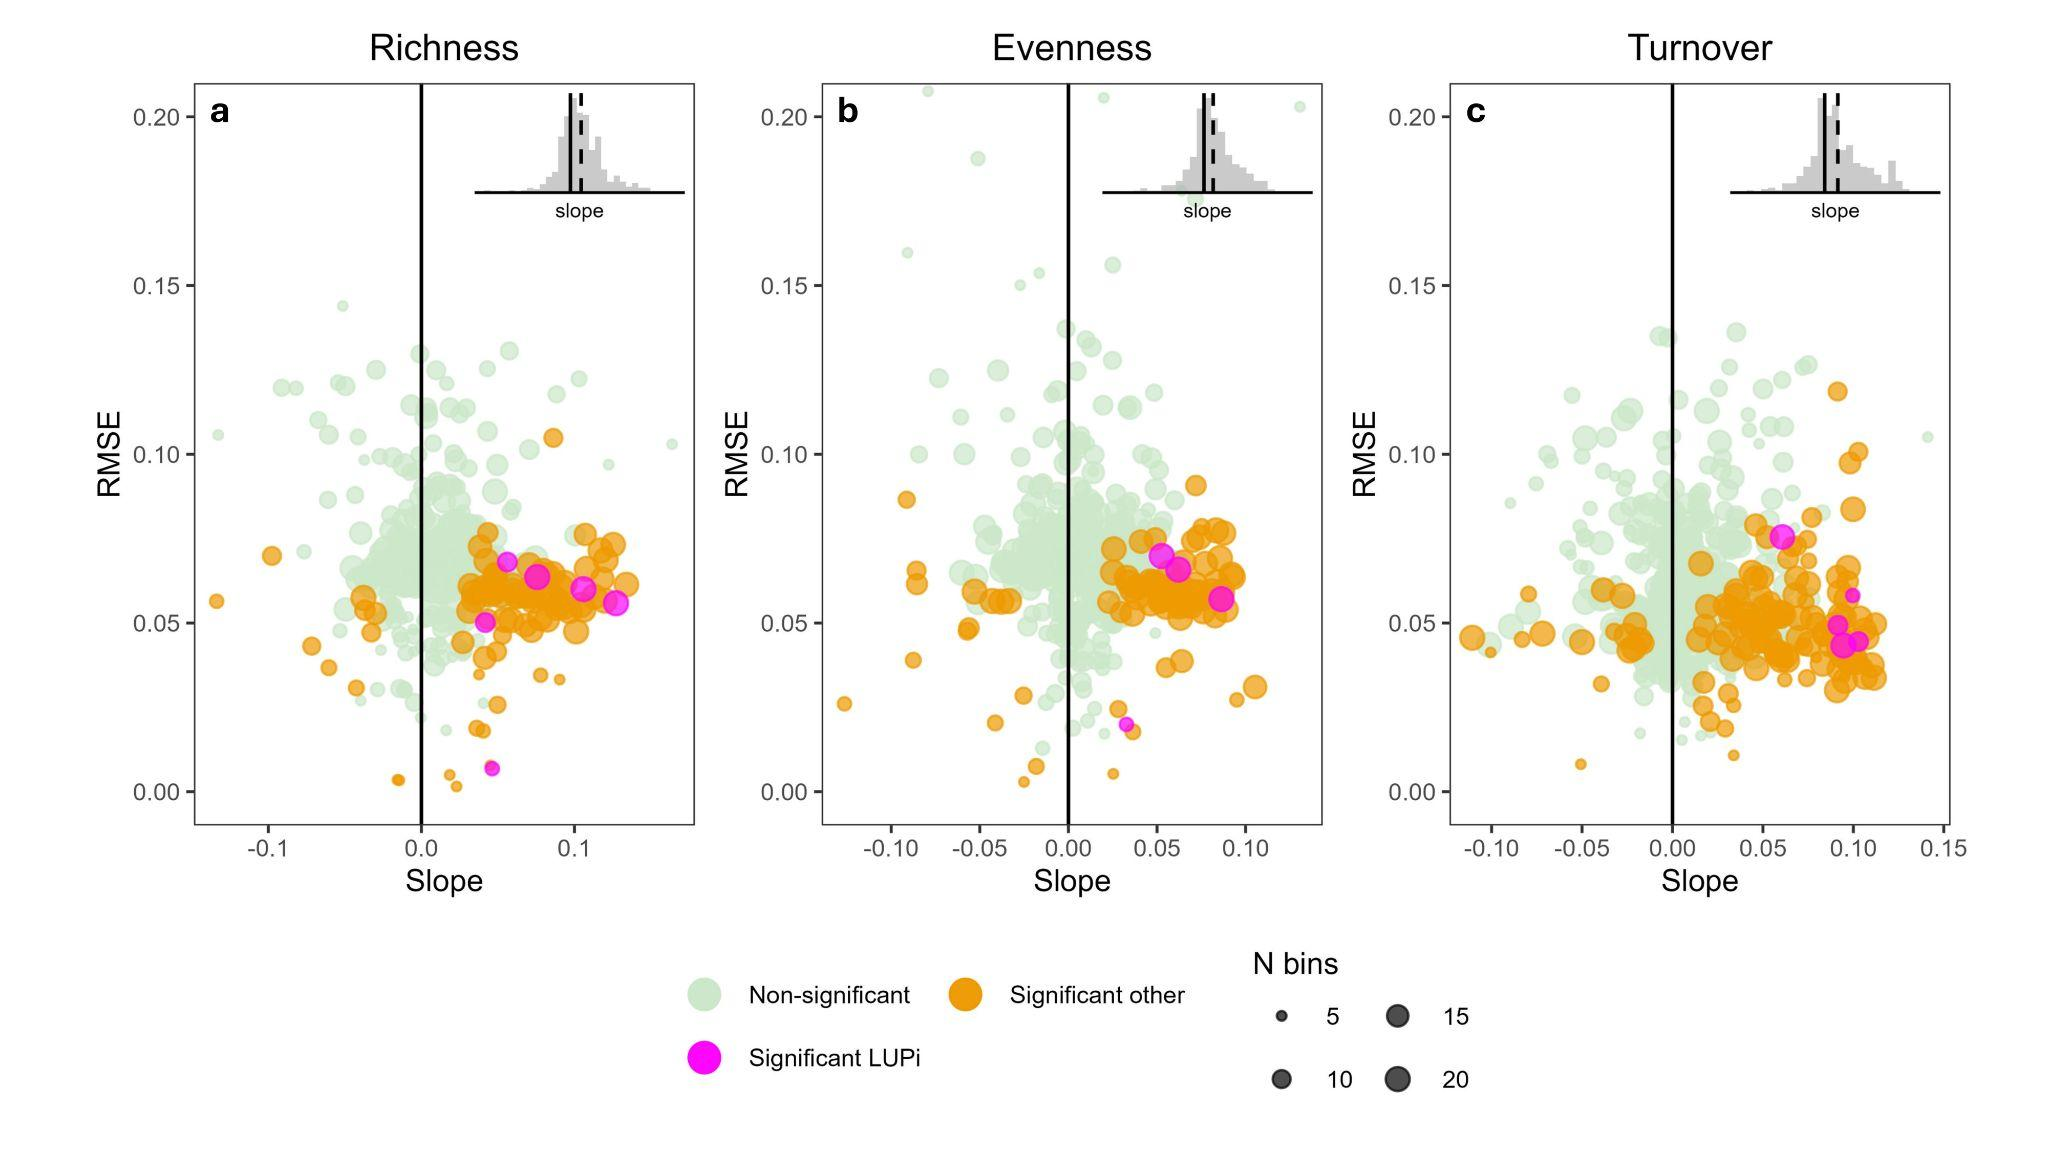 Richness
Evenness
Turnover
a
b
c
slope
slope
slope
RMSE
0.20
0.15
0.10
0.05
0.00
-0.1
0.0
0.1
Slope
RMSE
0.20
0.15
0.10
0.05
0.00
-0.10
-0.05
0.00
0.05
0.10
Slope
RMSE
0.20
0.15
0.10
0.05
0.00
-0.10
-0.05
0.00
0.05
0.10
0.15
Slope
Non-significant
Significant other
Significant LUPi
N bins
5
15
10
20